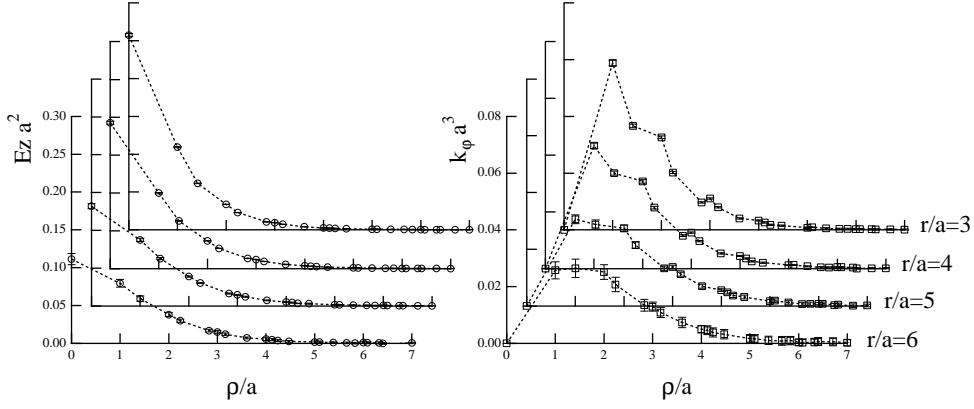 Ez a²
0.30
0.25
0.20
0.15
0.10
0.05
0.00
0 1 2 3 4 5 6 7
ρ/a
k_φ a³
0.08
0.06
0.04
0.02
0.00
0 1 2 3 4 5 6 7
ρ/a
r/a=3
r/a=4
r/a=5
r/a=6